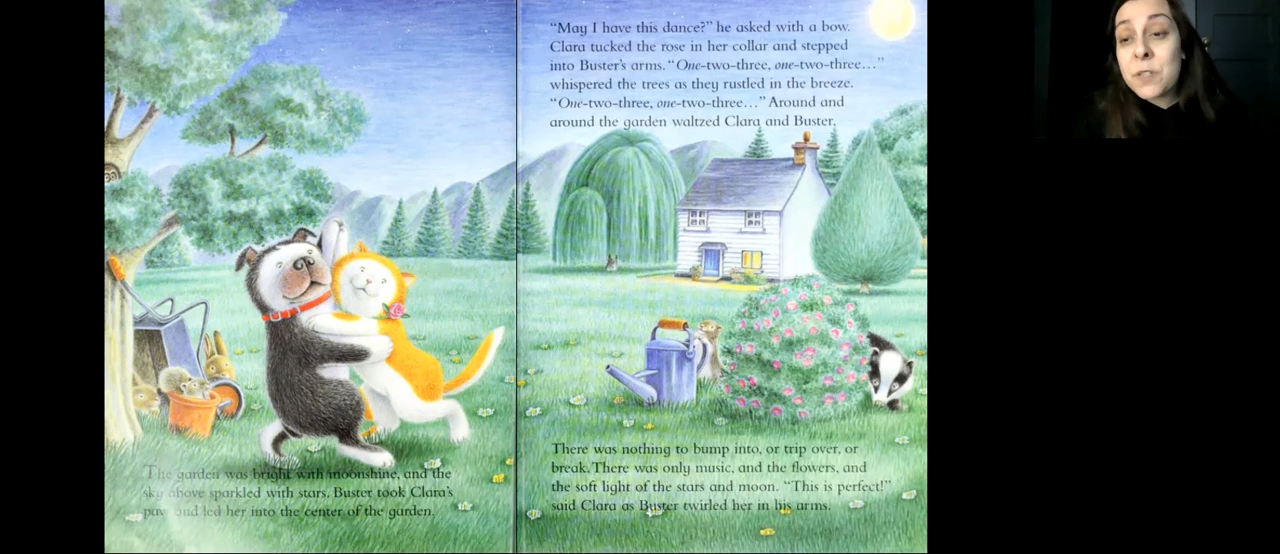 The garden was bright with moonshine, and the
sky above sparkled with stars. Buster took Clara's
paw and led her into the center of the garden.
“May I have this dance?” he asked with a bow.
Clara tucked the rose in her collar and stepped
into Buster's arms. “One-two-three, one-two-three…”
whispered the trees as they rustled in the breeze.
“One-two-three, one-two-three…” Around and
around the garden waltzed Clara and Buster.
There was nothing to bump into, or trip over, or
break. There was only music, and the flowers, and
the soft light of the stars and moon. “This is perfect!”
said Clara as Buster twirled her in his arms.